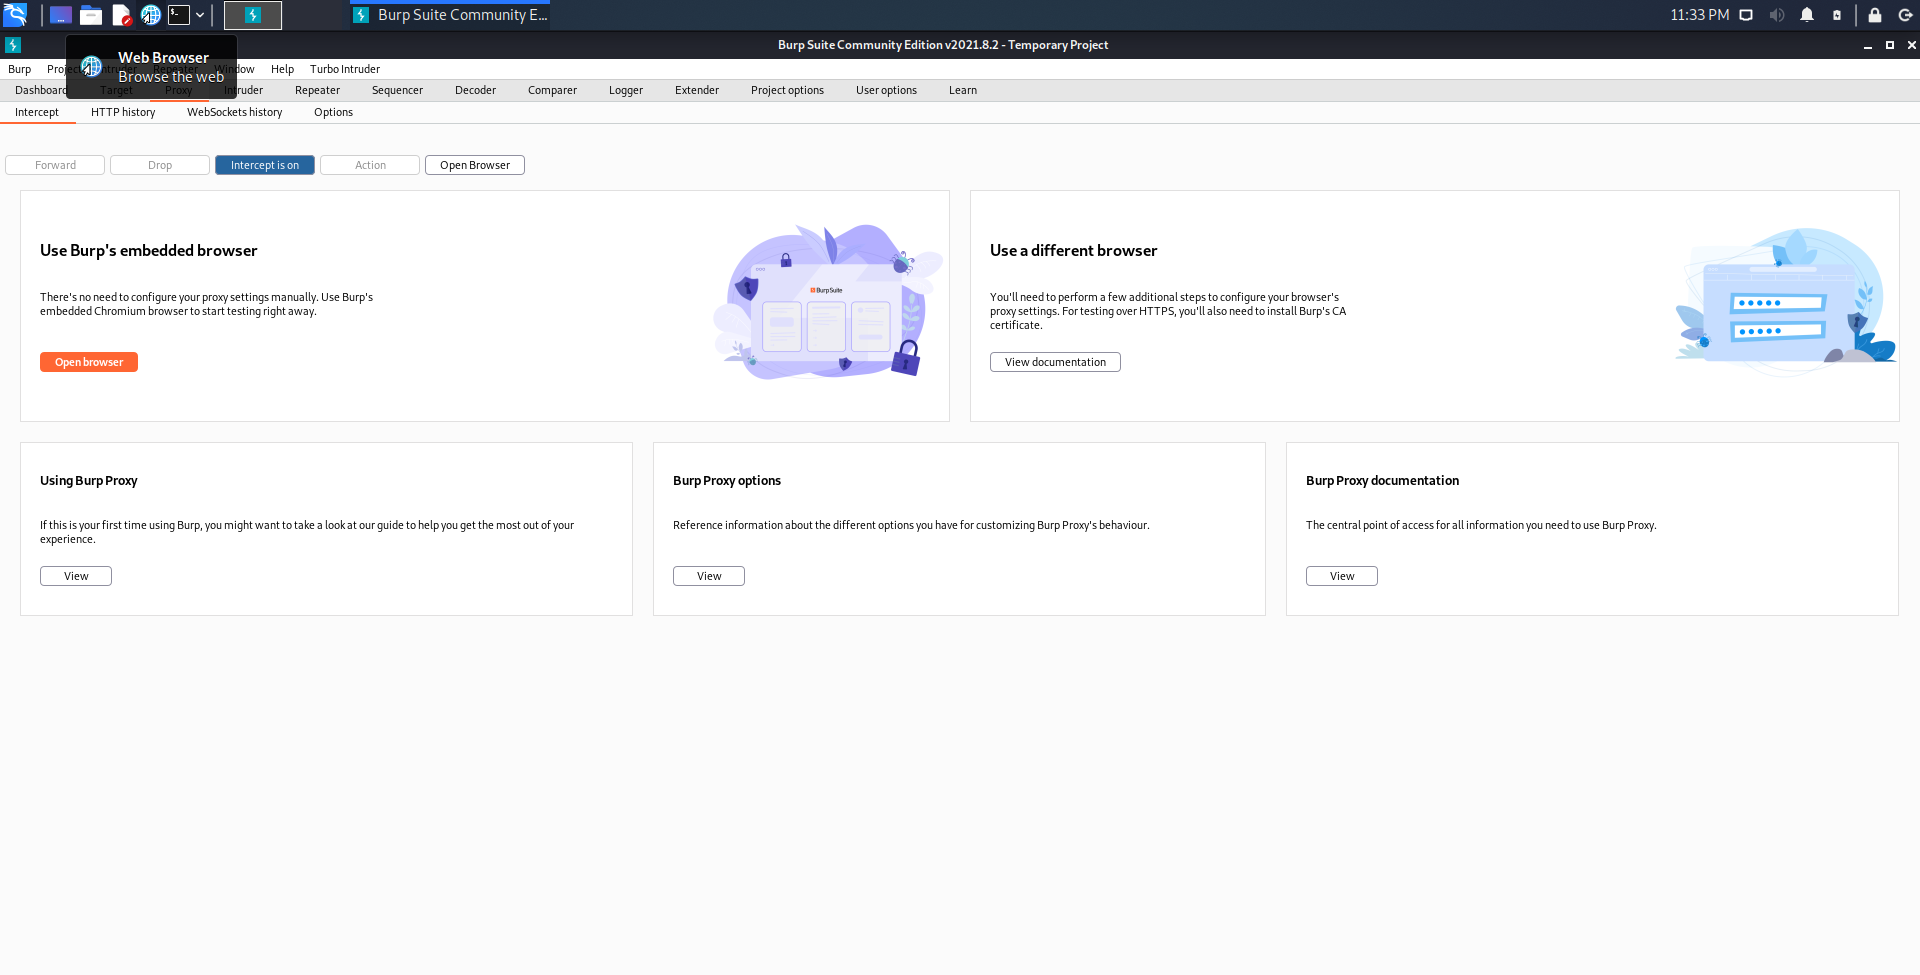 Burp Suite Community E...
11:33 PM
Burp Suite Community Edition v2021.8.2 - Temporary Project
Web Browser
Browse the web
Burp Project Intruder Repeater Window Help Turbo Intruder
Dashboard Target Proxy Intruder Repeater Sequencer Decoder Comparer Logger Extender Project options User options Learn
Intercept HTTP history WebSockets history Options
Forward Drop Intercept is on Action Open Browser
Use Burp's embedded browser
There's no need to configure your proxy settings manually. Use Burp's
embedded Chromium browser to start testing right away.
Open browser
BurpSuite
Use a different browser
You'll need to perform a few additional steps to configure your browser's
proxy settings. For testing over HTTPS, you'll also need to install Burp's CA
certificate.
View documentation
Using Burp Proxy
If this is your first time using Burp, you might want to take a look at our guide to help you get the most out of your
experience.
View
Burp Proxy options
Reference information about the different options you have for customizing Burp Proxy's behaviour.
View
Burp Proxy documentation
The central point of access for all information you need to use Burp Proxy.
View